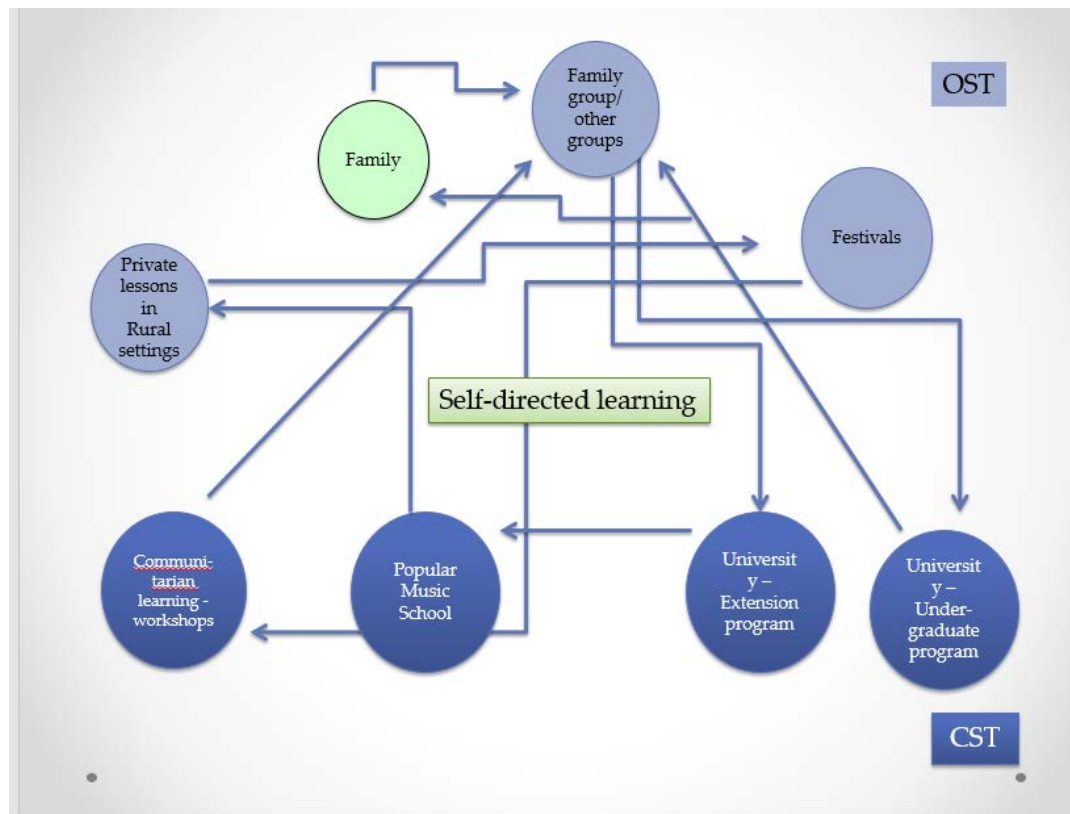 Family
group/
other
groups
OST
Family
Festivals
Private
lessons
in
Rural
settings
Self-directed learning
Communi-
tarian
learning -
workshops
Popular
Music
School
Universit
y –
Extension
program
Universit
y –
Under-
graduate
program
CST